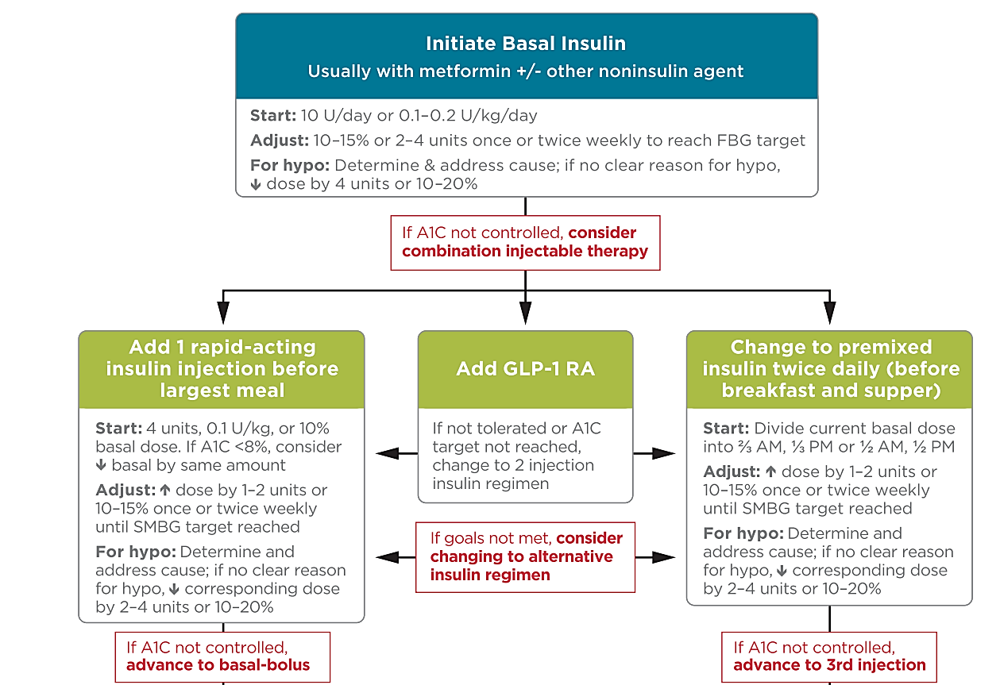 Initiate Basal Insulin
Usually with metformin +/- other noninsulin agent
Start: 10 U/day or 0.1–0.2 U/kg/day
Adjust: 10–15% or 2–4 units once or twice weekly to reach FBG target
For hypo: Determine & address cause; if no clear reason for hypo,
↓ dose by 4 units or 10–20%
If A1C not controlled, consider
combination injectable therapy
Add 1 rapid-acting
insulin injection before
largest meal
Start: 4 units, 0.1 U/kg, or 10%
basal dose. If A1C <8%, consider
↓ basal by same amount
Adjust: ↑ dose by 1–2 units or
10–15% once or twice weekly
until SMBG target reached
For hypo: Determine and
address cause; if no clear reason
for hypo, ↓ corresponding dose
by 2–4 units or 10–20%
Add GLP-1 RA
If not tolerated or A1C
target not reached,
change to 2 injection
insulin regimen
If goals not met, consider
changing to alternative
insulin regimen
Change to premixed
insulin twice daily (before
breakfast and supper)
Start: Divide current basal dose
into ⅔ AM, ⅓ PM or ½ AM, ½ PM
Adjust: ↑ dose by 1–2 units or
10–15% once or twice weekly
until SMBG target reached
For hypo: Determine and
address cause; if no clear reason
for hypo, ↓ corresponding dose
by 2–4 units or 10–20%
If A1C not controlled,
advance to basal-bolus
If A1C not controlled,
advance to 3rd injection